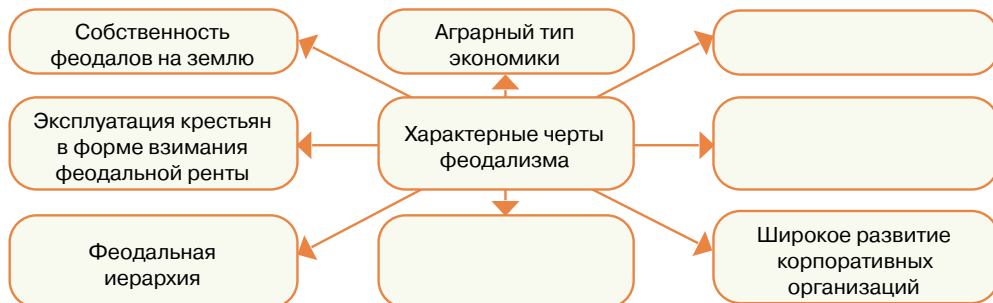 Собственность
феодалов на землю
Аграрный тип
экономики
Эксплуатация крестьян
в форме взимания
феодальной ренты
Характерные черты
феодализма
Феодальная
иерархия
Широкое развитие
корпоративных
организаций